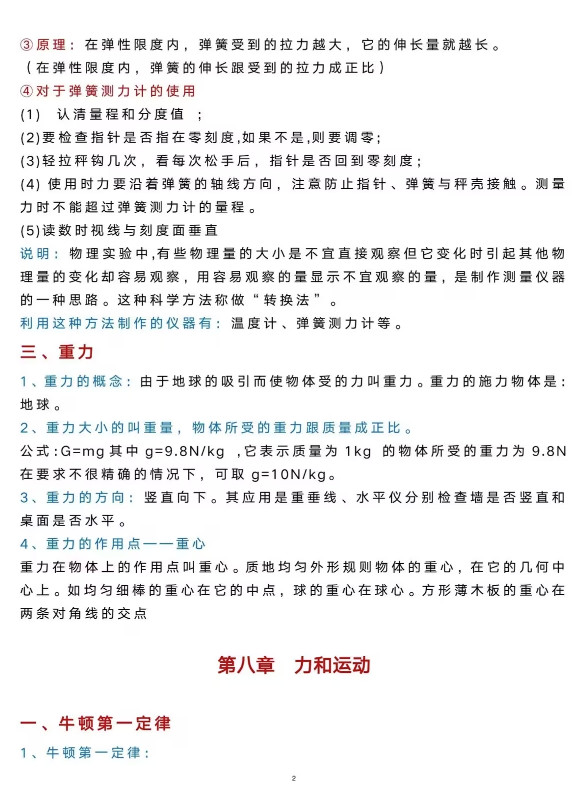 ③原理：在弹性限度内，弹簧受到的拉力越大，它的伸长量就越长。
（在弹性限度内，弹簧的伸长跟受到的拉力成正比）
④对于弹簧测力计的使用
(1) 认清量程和分度值 ；
(2)要检查指针是否指在零刻度,如果不是,则要调零；
(3)轻拉秤钩几次，看每次松手后，指针是否回到零刻度；
(4) 使用时力要沿着弹簧的轴线方向，注意防止指针、弹簧与秤壳接触。测量
力时不能超过弹簧测力计的量程。
(5)读数时视线与刻度面垂直
说明：物理实验中,有些物理量的大小是不宜直接观察但它变化时引起其他物
理量的变化却容易观察，用容易观察的量显示不宜观察的量，是制作测量仪器
的一种思路。这种科学方法称做“转换法”。
利用这种方法制作的仪器有：温度计、弹簧测力计等。
三、重力
1、重力的概念：由于地球的吸引而使物体受的力叫重力。重力的施力物体是：
地球。
2、重力大小的叫重量，物体所受的重力跟质量成正比。
公式:G=mg其中 g=9.8N/kg ,它表示质量为 1kg 的物体所受的重力为 9.8N
在要求不很精确的情况下，可取 g=10N/kg。
3、重力的方向：竖直向下。其应用是重垂线、水平仪分别检查墙是否竖直和
桌面是否水平。
4、重力的作用点——重心
重力在物体上的作用点叫重心。质地均匀外形规则物体的重心，在它的几何中
心上。如均匀细棒的重心在它的中点，球的重心在球心。方形薄木板的重心在
两条对角线的交点
第八章 力和运动
一、牛顿第一定律
1、牛顿第一定律：
2